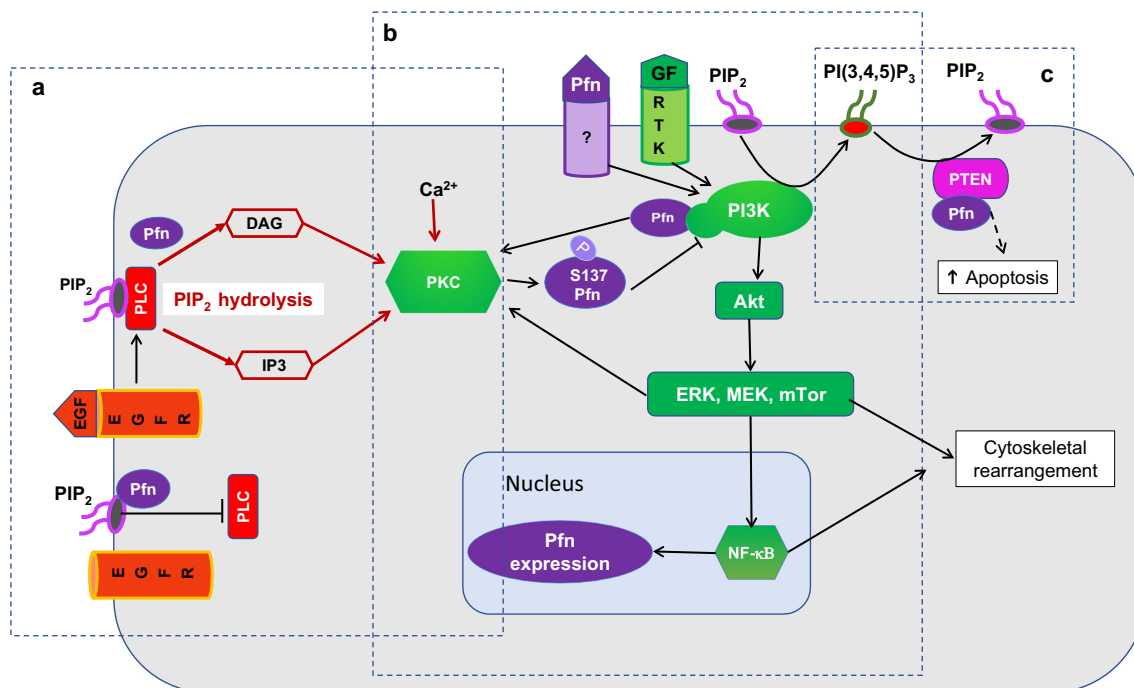 a
b
c
Pfn
?
GF
R
T
K
PIP₂
PI(3,4,5)P₃
PIP₂
PTEN
Pfn
↑ Apoptosis
Ca²⁺
Pfn
PI3K
Pfn
DAG
PIP₂
PLC
PIP₂ hydrolysis
PKC
P
S137
Pfn
Akt
IP3
ERK, MEK, mTor
EGF
E G F R
Cytoskeletal
rearrangement
PIP₂
Pfn
PLC
E G F R
Nucleus
Pfn
expression
NF-κB